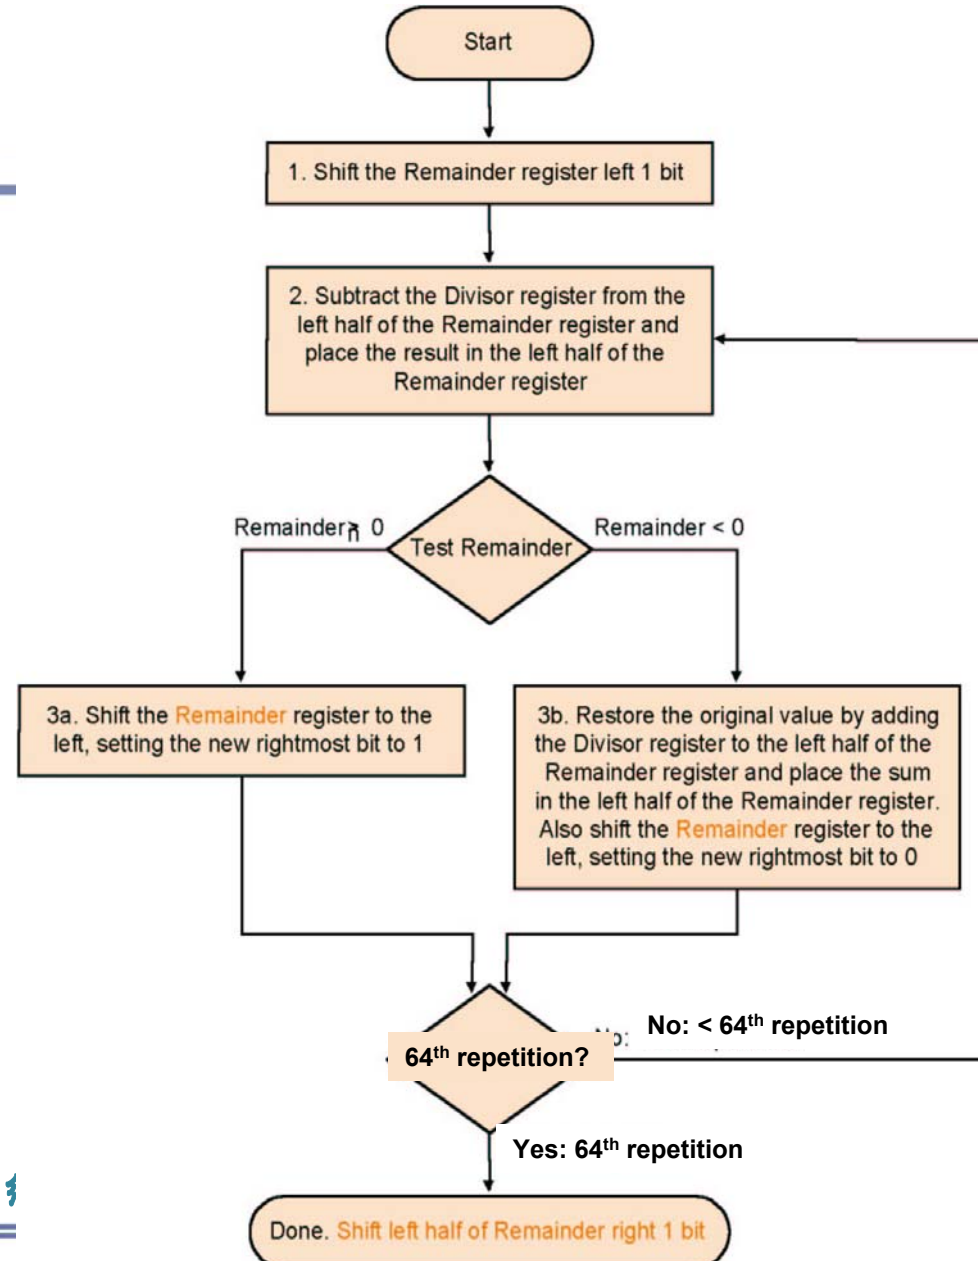 Start
1. Shift the Remainder register left 1 bit
2. Subtract the Divisor register from the
left half of the Remainder register and
place the result in the left half of the
Remainder register
Remainder ≥ 0
Test Remainder
Remainder < 0
3a. Shift the Remainder register to the
left, setting the new rightmost bit to 1
3b. Restore the original value by adding
the Divisor register to the left half of the
Remainder register and place the sum
in the left half of the Remainder register.
Also shift the Remainder register to the
left, setting the new rightmost bit to 0
64th repetition?
No: < 64th repetition
Yes: 64th repetition
Done. Shift left half of Remainder right 1 bit